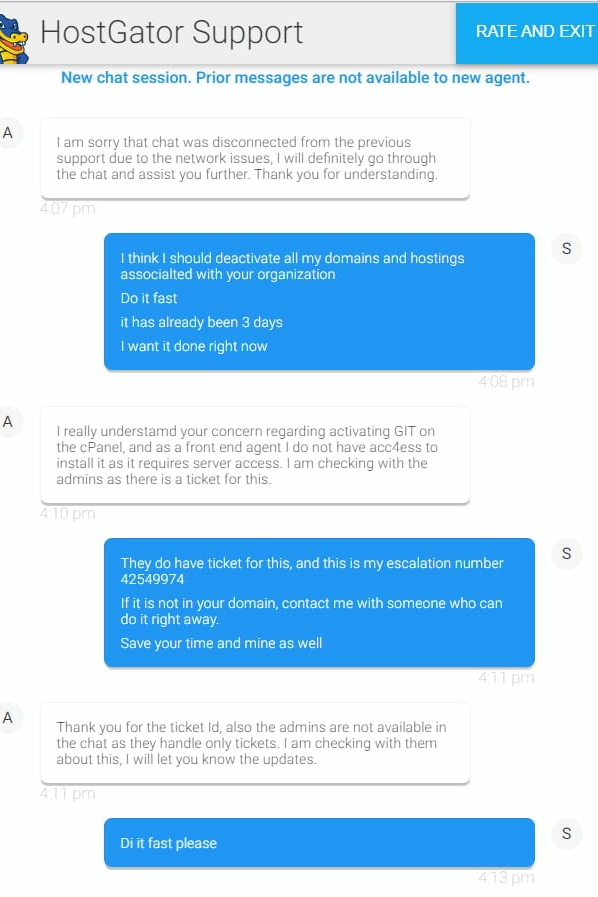 HostGator Support
RATE AND EXIT
New chat session. Prior messages are not available to new agent.
A
I am sorry that chat was disconnected from the previous
support due to the network issues, I will definitely go through
the chat and assist you further. Thank you for understanding.
4:07 pm
S
I think I should deactivate all my domains and hostings
associalted with your organization
Do it fast
it has already been 3 days
I want it done right now
4:08 pm
A
I really understamd your concern regarding activating GIT on
the cPanel, and as a front end agent I do not have acc4ess to
install it as it requires server access. I am checking with the
admins as there is a ticket for this.
4:10 pm
S
They do have ticket for this, and this is my escalation number
42549974
If it is not in your domain, contact me with someone who can
do it right away.
Save your time and mine as well
4:11 pm
A
Thank you for the ticket Id, also the admins are not available in
the chat as they handle only tickets. I am checking with them
about this, I will let you know the updates.
4:11 pm
S
Di it fast please
4:13 pm